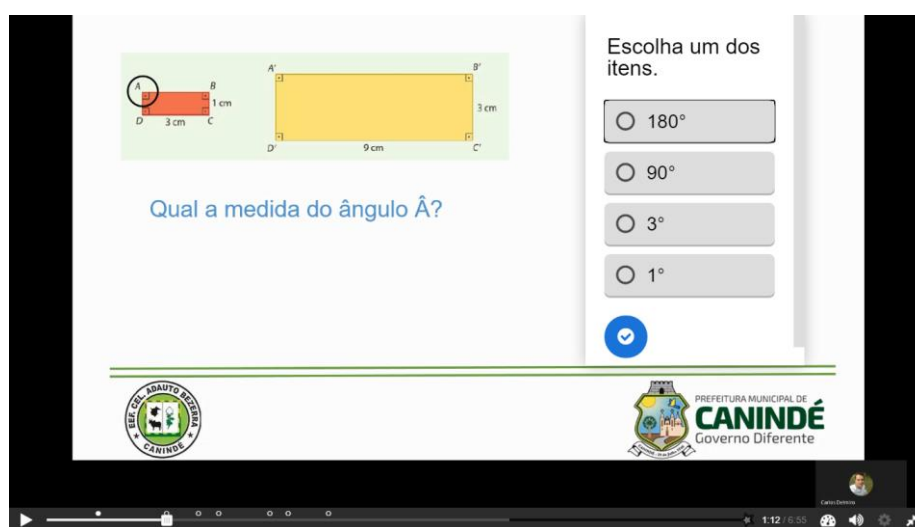 A
B
1 cm
D
3 cm
C
A'
B'
3 cm
D'
9 cm
C'
Qual a medida do ângulo Â?
Escolha um dos
itens.
180°
90°
3°
1°
EEF. CEL. ADAUTO BEZERRA
CANINDÉ
PREFEITURA MUNICIPAL DE
CANINDÉ
Governo Diferente
1:12 / 6:55